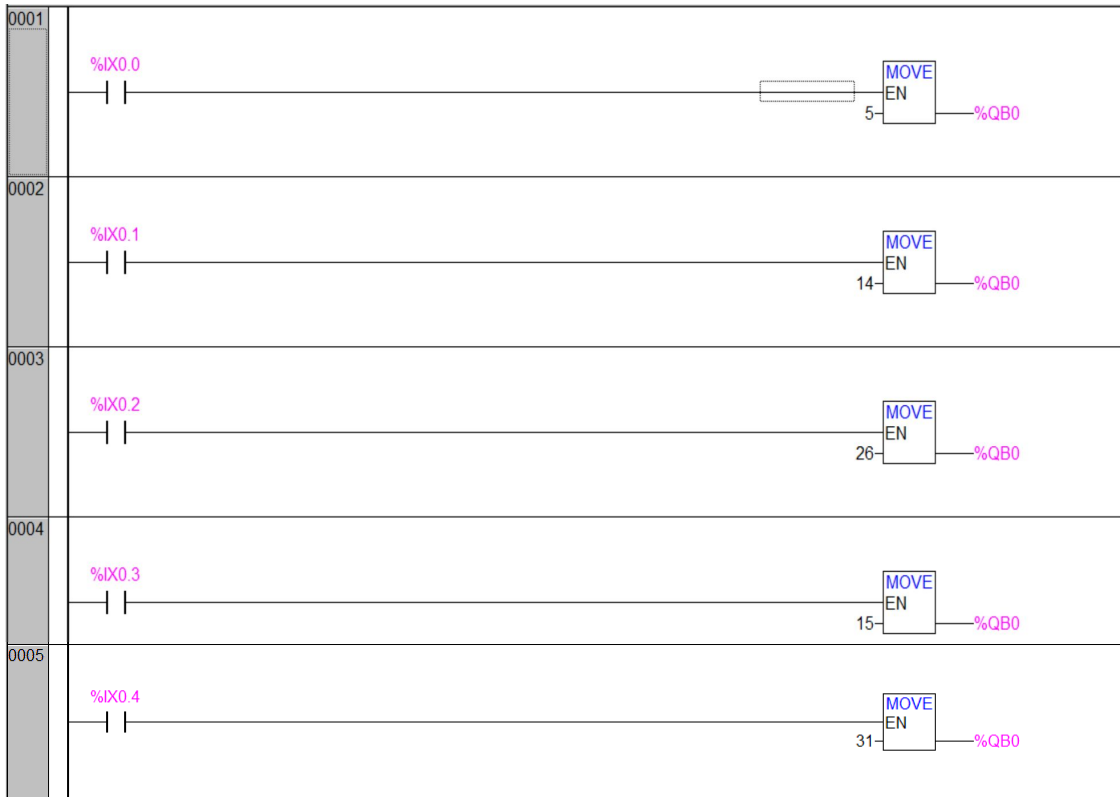 0001
%IX0.0
MOVE
EN
5
%QB0
0002
%IX0.1
MOVE
EN
14
%QB0
0003
%IX0.2
MOVE
EN
26
%QB0
0004
%IX0.3
MOVE
EN
15
%QB0
0005
%IX0.4
MOVE
EN
31
%QB0